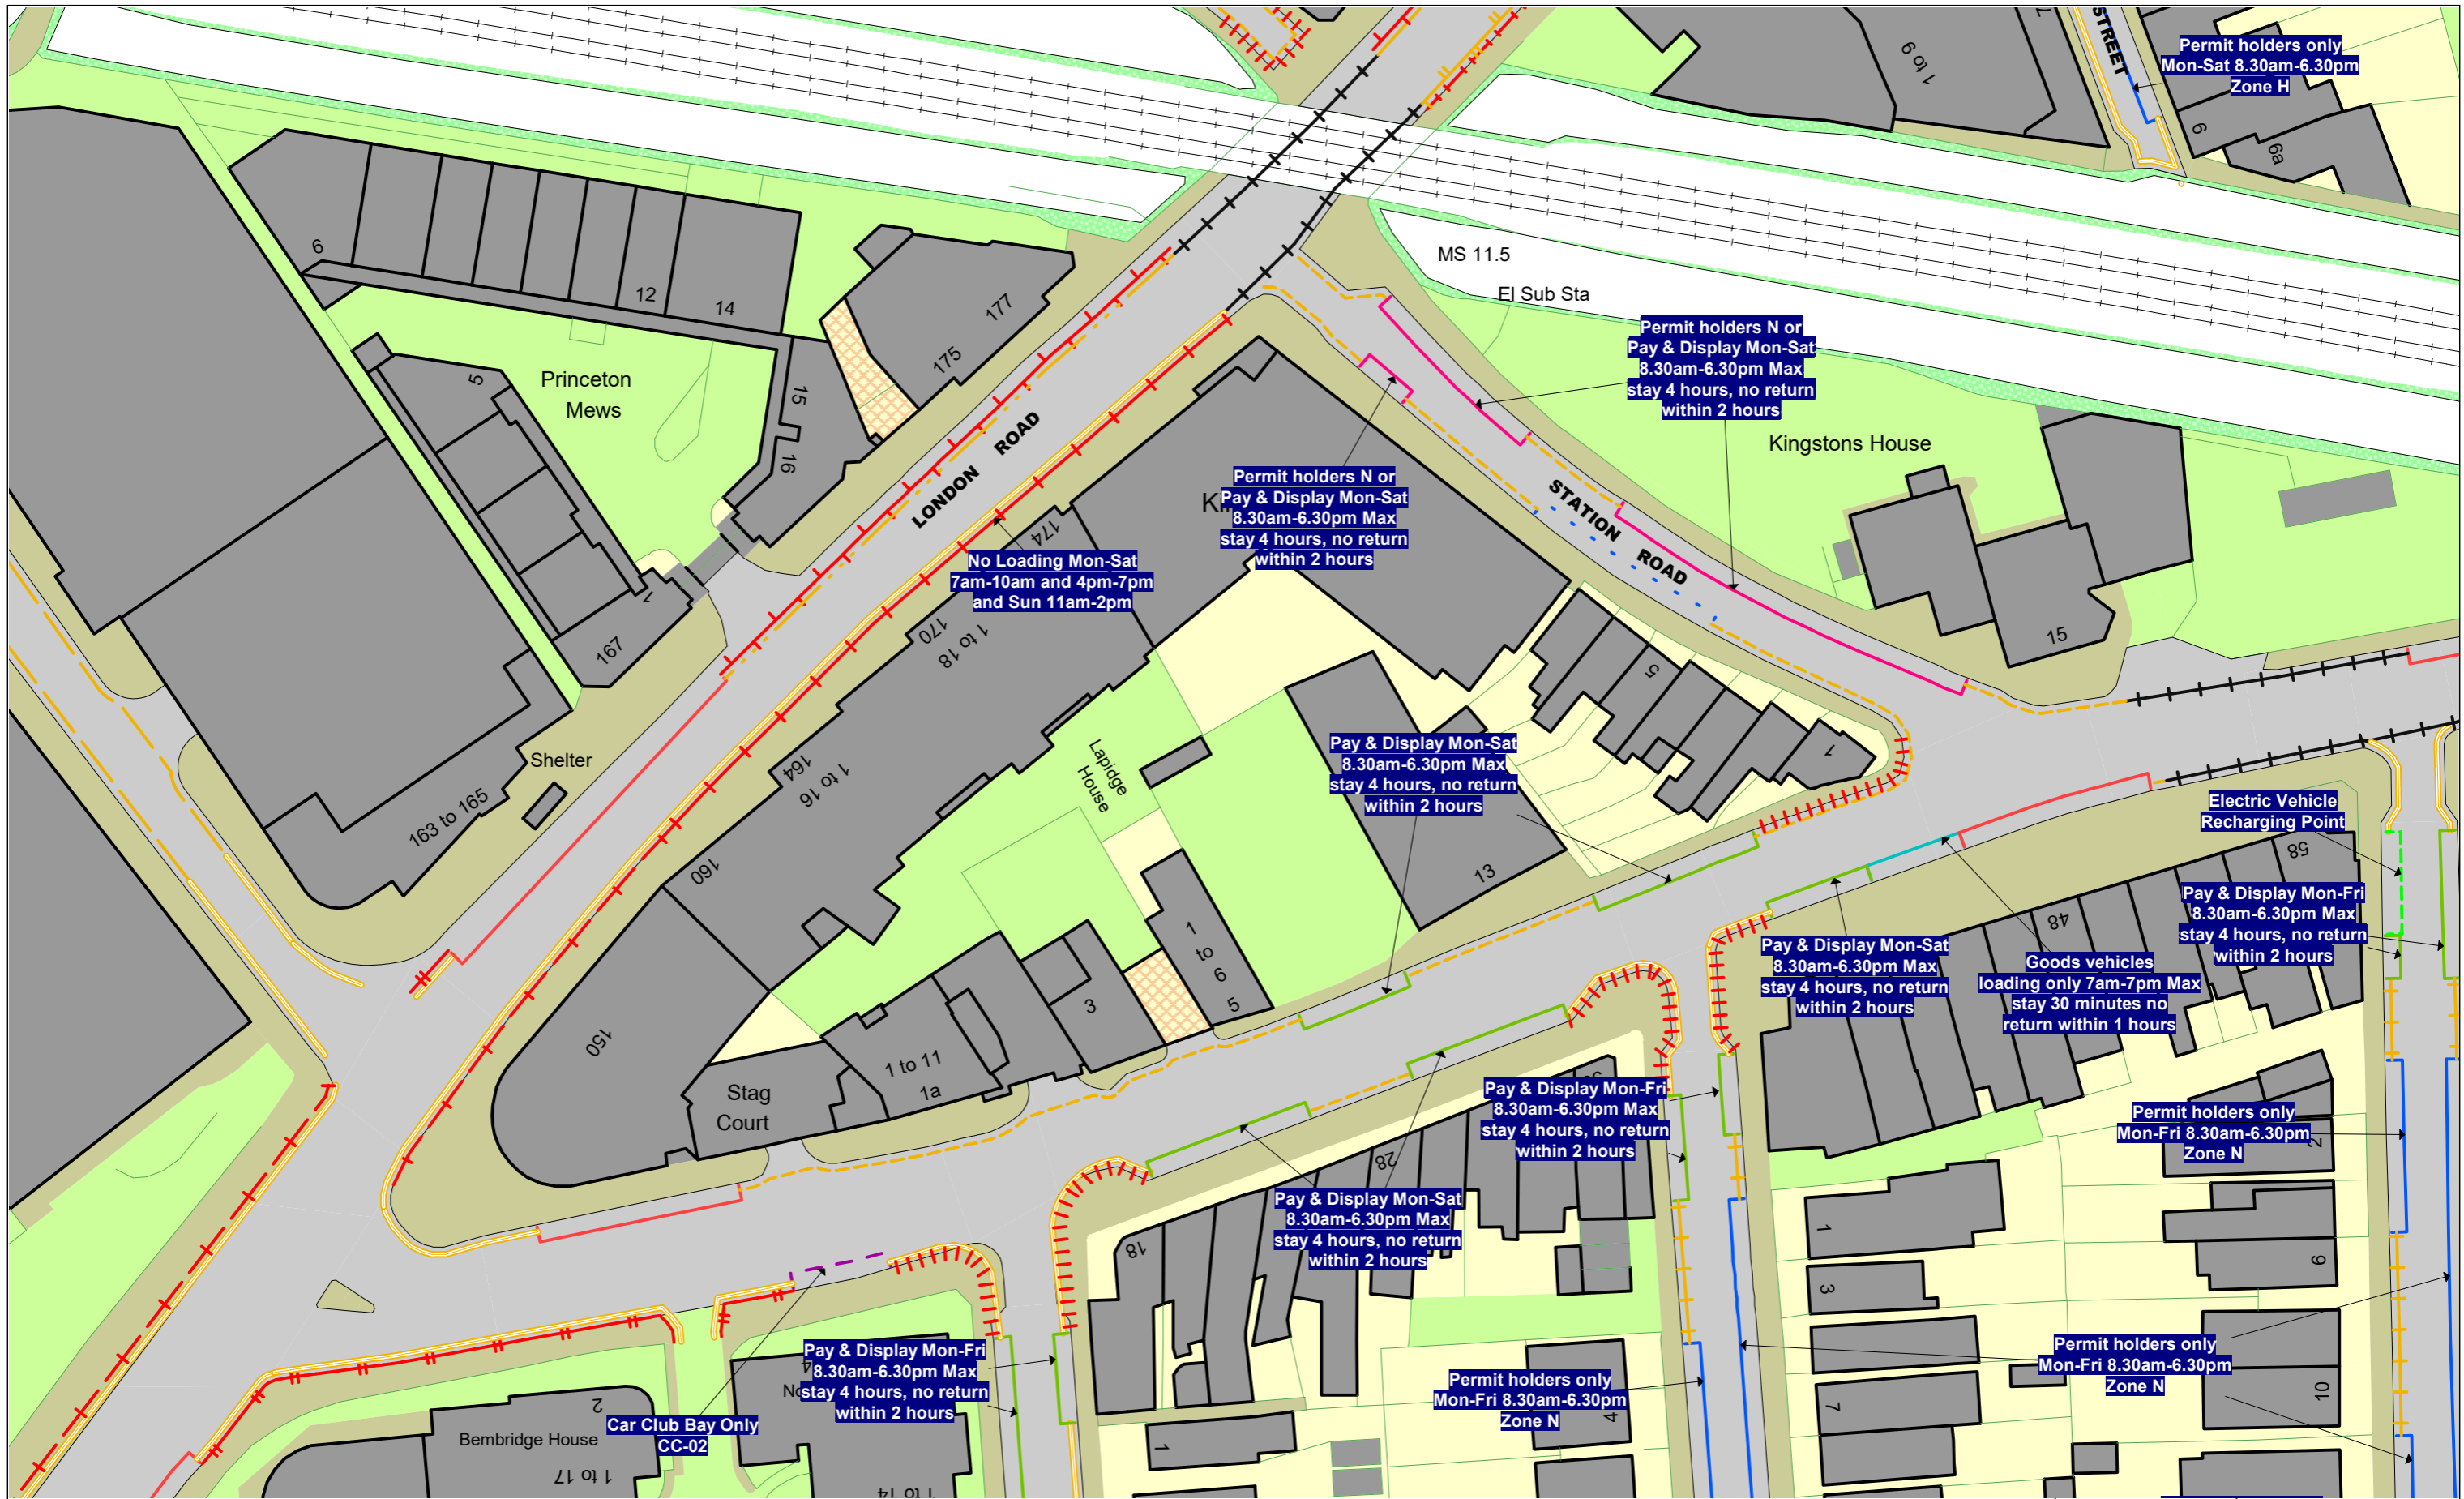 STREET
Permit holders only
Mon-Sat 8.30am-6.30pm
Zone H
1 to 9
6
6a
MS 11.5
El Sub Sta
6
12
14
177
175
15
16
5
Princeton
Mews
Permit holders N or
Pay & Display Mon-Sat
8.30am-6.30pm Max
stay 4 hours, no return
within 2 hours
Kingstons House
15
LONDON ROAD
STATION ROAD
Permit holders N or
Pay & Display Mon-Sat
8.30am-6.30pm Max
stay 4 hours, no return
within 2 hours
No Loading Mon-Sat
7am-10am and 4pm-7pm
and Sun 11am-2pm
174
170
1 to 18
1
167
5
1
Shelter
163 to 165
164
1 to 16
160
Lapidge
House
Pay & Display Mon-Sat
8.30am-6.30pm Max
stay 4 hours, no return
within 2 hours
13
Electric Vehicle
Recharging Point
58
48
Pay & Display Mon-Fri
8.30am-6.30pm Max
stay 4 hours, no return
within 2 hours
Pay & Display Mon-Sat
8.30am-6.30pm Max
stay 4 hours, no return
within 2 hours
Goods vehicles
loading only 7am-7pm Max
stay 30 minutes no
return within 1 hours
1
to
6
5
3
150
1 to 11
1a
Stag
Court
Pay & Display Mon-Fri
8.30am-6.30pm Max
stay 4 hours, no return
within 2 hours
28
18
Pay & Display Mon-Sat
8.30am-6.30pm Max
stay 4 hours, no return
within 2 hours
Permit holders only
Mon-Fri 8.30am-6.30pm
Zone N
2
1
3
7
10
Permit holders only
Mon-Fri 8.30am-6.30pm
Zone N
Permit holders only
Mon-Fri 8.30am-6.30pm
Zone N
4
1
Pay & Display Mon-Fri
8.30am-6.30pm Max
stay 4 hours, no return
within 2 hours
Car Club Bay Only
CC-02
2
Bembridge House
1 to 17
1 to 14